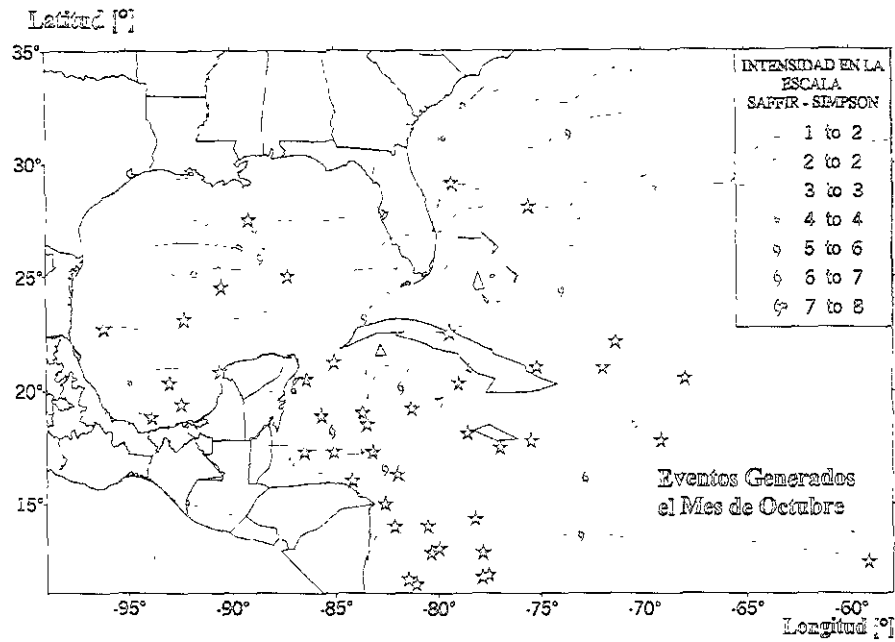 Latitud [°]
35°
30°
25°
20°
15°
INTENSIDAD EN LA
ESCALA
SAFFIR - SIMPSON
1 to 2
2 to 2
3 to 3
4 to 4
5 to 6
6 to 7
7 to 8
Eventos Generados
el Mes de Octubre
-95°
-90°
-85°
-80°
-75°
-70°
-65°
-60°
Longitud [°]